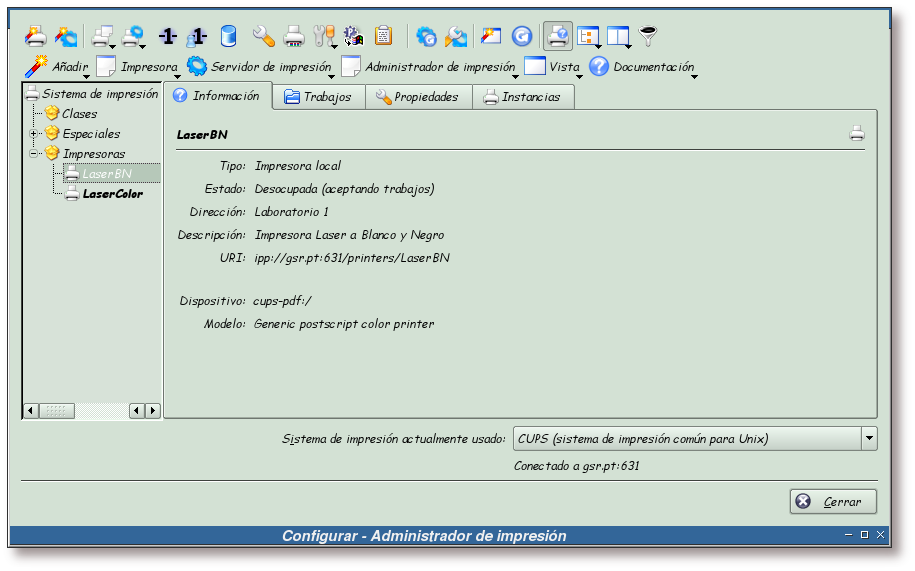 Añadir Impresora Servidor de impresión Administrador de impresión Vista Documentación
Sistema de impresión
Clases
Especiales
Impresoras
LaserBN
LaserColor
Información Trabajos Propiedades Instancias
LaserBN
Tipo: Impresora local
Estado: Desocupada (aceptando trabajos)
Dirección: Laboratorio 1
Descripción: Impresora Laser a Blanco y Negro
URI: ipp://gsr.pt:631/printers/LaserBN
Dispositivo: cups-pdf:/
Modelo: Generic postscript color printer
Sistema de impresión actualmente usado: CUPS (sistema de impresión común para Unix)
Conectado a gsr.pt:631
Cerrar
Configurar - Administrador de impresión